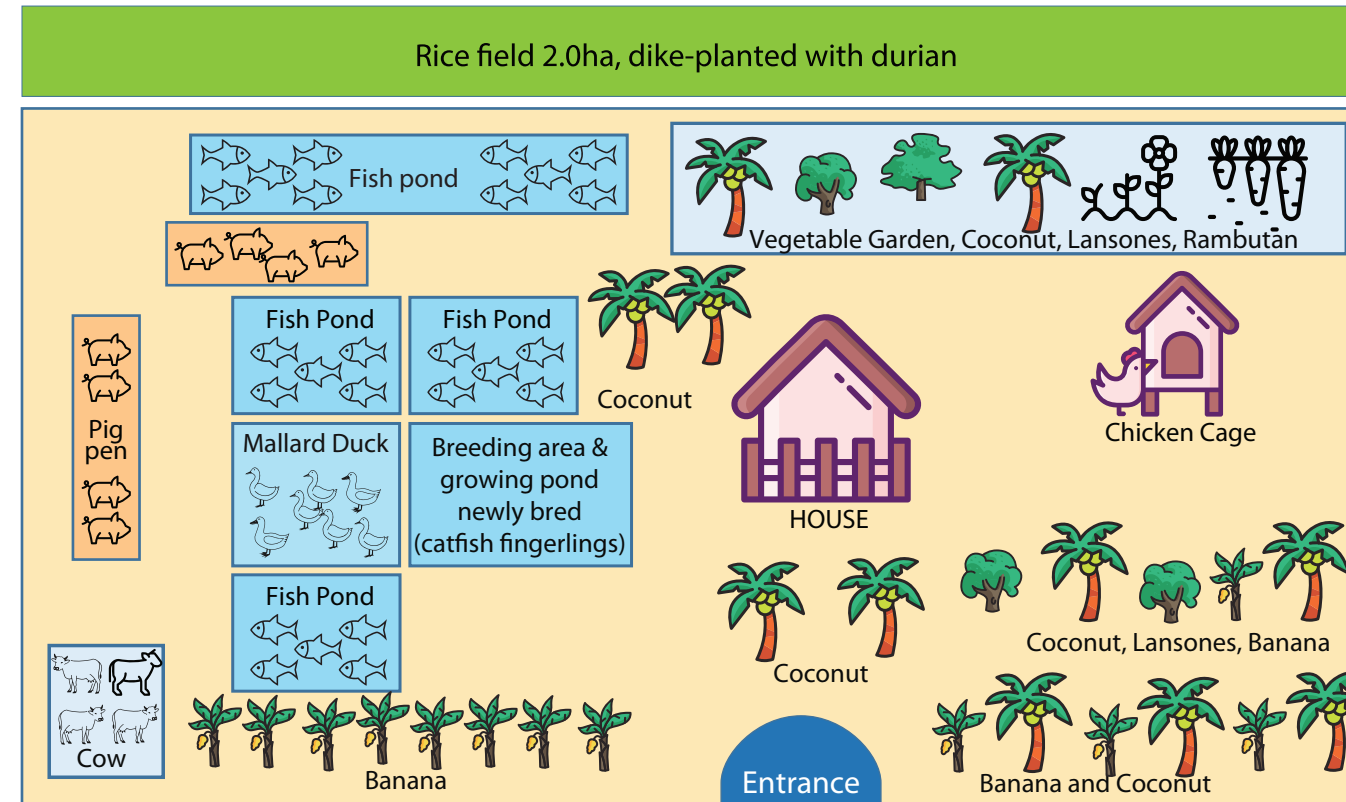 Rice field 2.0ha, dike-planted with durian
Fish pond
Vegetable Garden, Coconut, Lansones, Rambutan
Fish Pond
Fish Pond
Coconut
Pig
pen
Mallard Duck
Breeding area &
growing pond
newly bred
(catfish fingerlings)
HOUSE
Chicken Cage
Fish Pond
Coconut
Coconut, Lansones, Banana
Cow
Banana
Entrance
Banana and Coconut